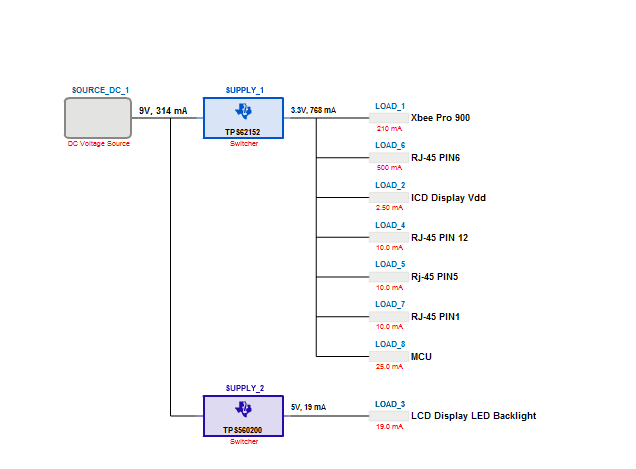 SOURCE_DC_1
9V, 314 mA
DC Voltage Source
SUPPLY_1
TPS62152
Switcher
3.3V, 768 mA
LOAD_1
Xbee Pro 900
210 mA
LOAD_6
RJ-45 PIN6
500 mA
LOAD_2
ICD Display Vdd
2.50 mA
LOAD_4
RJ-45 PIN 12
10.0 mA
LOAD_5
Rj-45 PIN5
10.0 mA
LOAD_7
RJ-45 PIN1
10.0 mA
LOAD_8
MCU
25.0 mA
SUPPLY_2
TPS560200
Switcher
5V, 19 mA
LOAD_3
LCD Display LED Backlight
19.0 mA